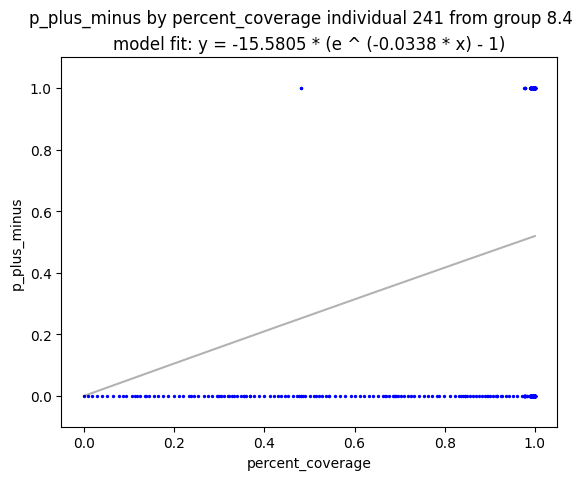 p_plus_minus by percent_coverage individual 241 from group 8.4
model fit: y = -15.5805 * (e ^ (-0.0338 * x) - 1)
1.0
0.8
0.6
0.4
0.2
0.0
p_plus_minus
0.0 0.2 0.4 0.6 0.8 1.0
percent_coverage